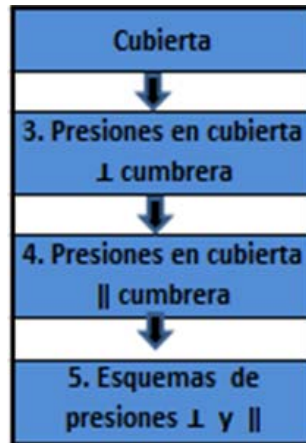 Cubierta
3. Presiones en cubierta
⊥ cumbrera
4. Presiones en cubierta
|| cumbrera
5. Esquemas de
presiones ⊥ y ||